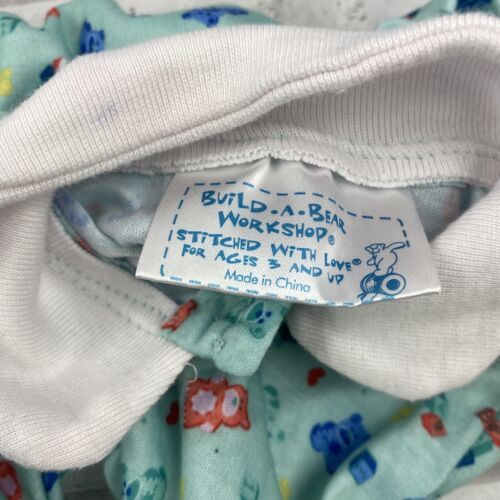 BUILD-A-BEAR
WORKSHOP®
STITCHED WITH LOVE®
FOR AGES 3 AND UP
Made in China